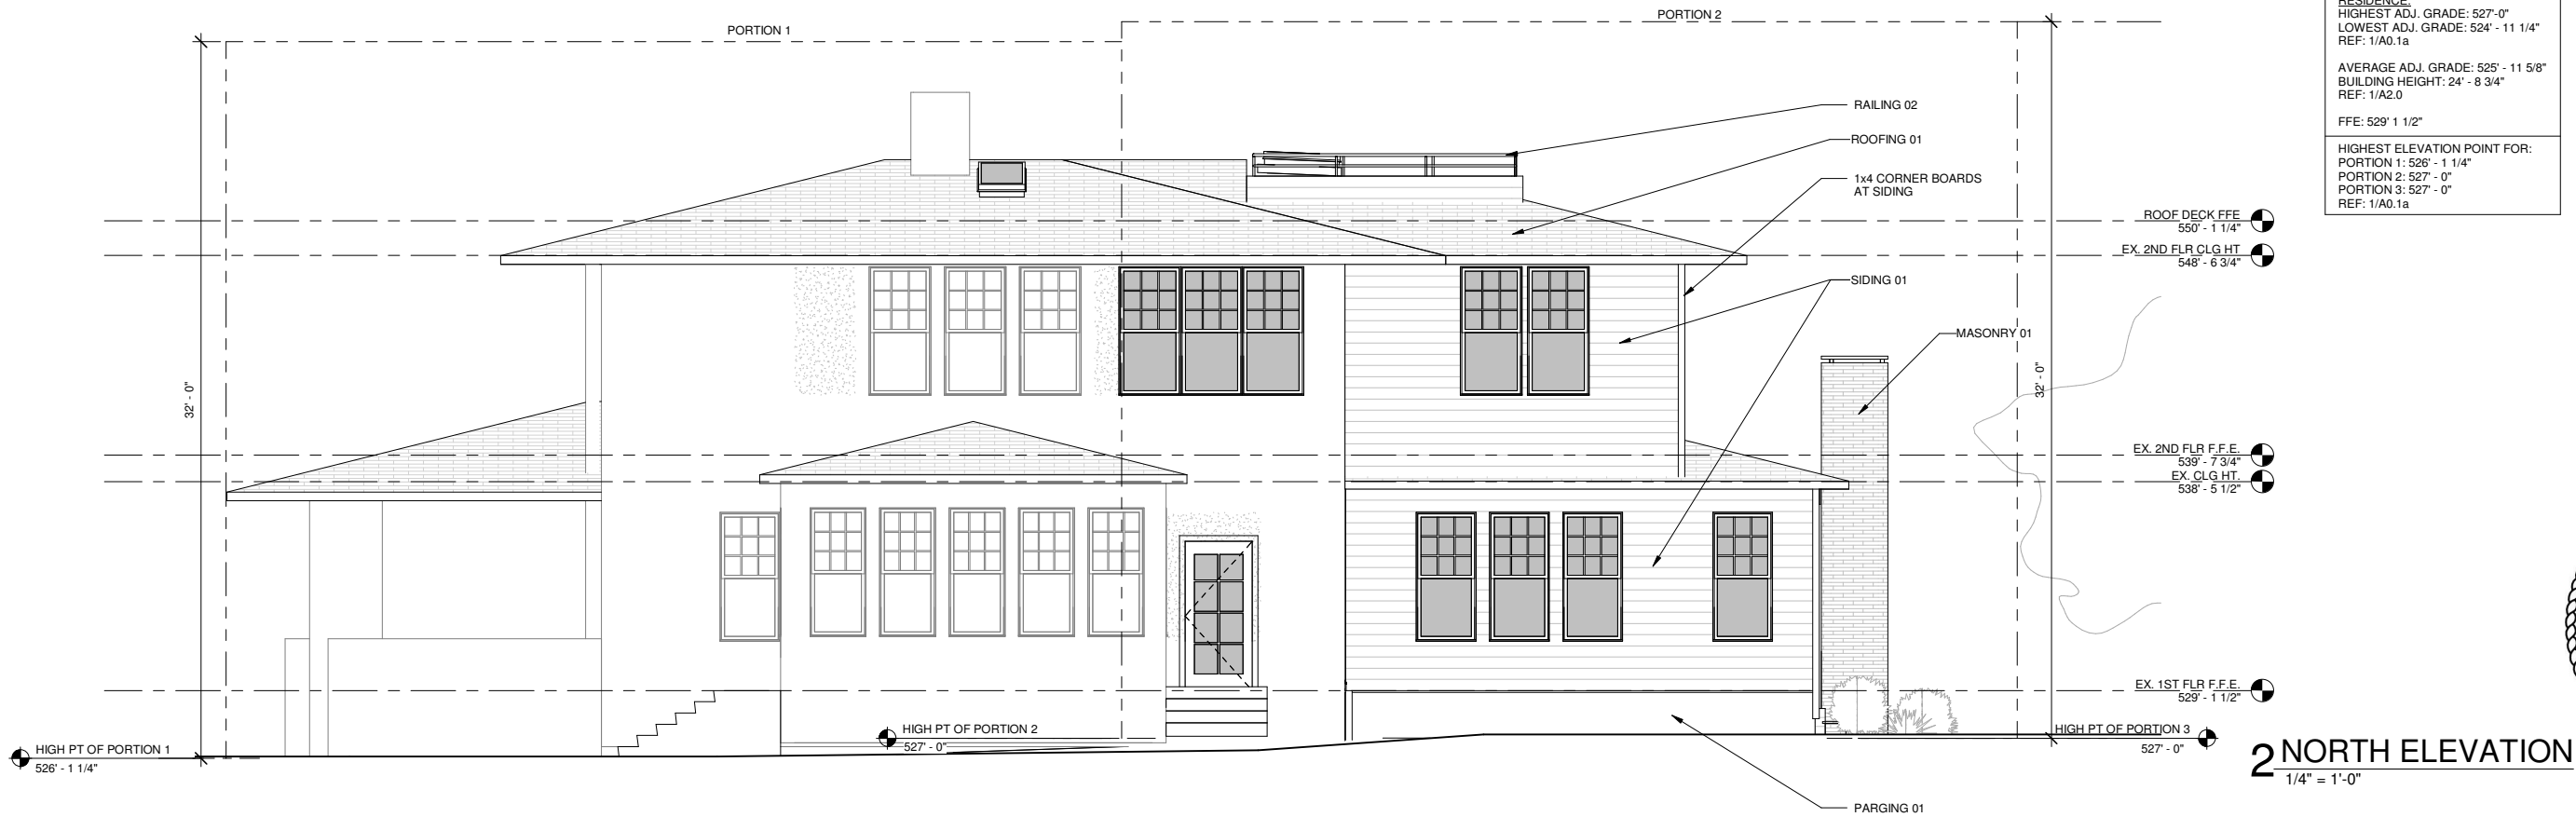 PORTION 1
PORTION 2
RESIDENCE:
HIGHEST ADJ. GRADE: 527'-0"
LOWEST ADJ. GRADE: 524' - 11 1/4"
REF: 1/A0.1a
AVERAGE ADJ. GRADE: 525' - 11 5/8"
BUILDING HEIGHT: 24' - 8 3/4"
REF: 1/A2.0
FFE: 529' 1 1/2"
HIGHEST ELEVATION POINT FOR:
PORTION 1: 526' - 1 1/4"
PORTION 2: 527' - 0"
PORTION 3: 527' - 0"
REF: 1/A0.1a
RAILING 02
ROOFING 01
1x4 CORNER BOARDS
AT SIDING
ROOF DECK FFE
550' - 1 1/4"
EX. 2ND FLR CLG HT
548' - 6 3/4"
SIDING 01
MASONRY 01
32' - 0"
32' - 0"
EX. 2ND FLR F.F.E.
539' - 7 3/4"
EX. CLG HT.
538' - 5 1/2"
EX. 1ST FLR F.F.E.
529' - 1 1/2"
HIGH PT OF PORTION 1
526' - 1 1/4"
HIGH PT OF PORTION 2
527' - 0"
HIGH PT OF PORTION 3
527' - 0"
2 NORTH ELEVATION
1/4" = 1'-0"
PARGING 01